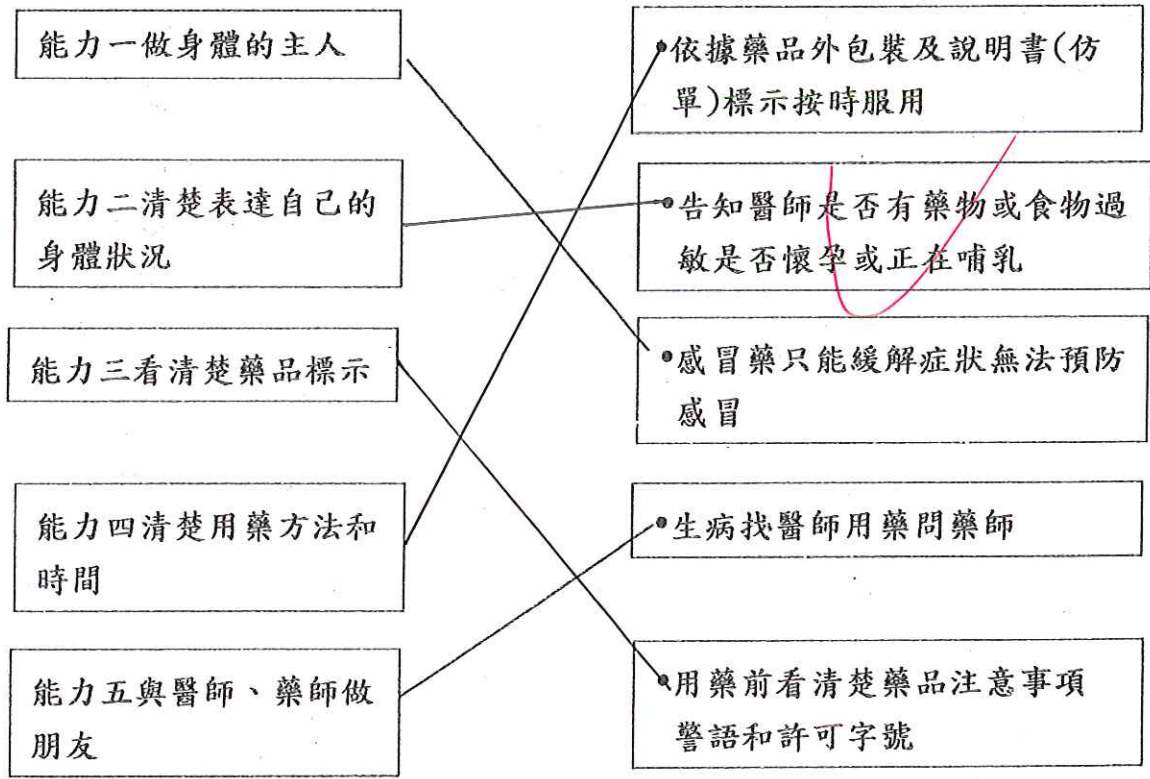 能力一做身體的主人
能力二清楚表達自己的
身體狀況
能力三看清楚藥品標示
能力四清楚用藥方法和
時間
能力五與醫師、藥師做
朋友
依據藥品外包裝及說明書(仿
單)標示按時服用
告知醫師是否有藥物或食物過
敏是否懷孕或正在哺乳
感冒藥只能緩解症狀無法預防
感冒
生病找醫師用藥問藥師
用藥前看清楚藥品注意事項
警語和許可字號